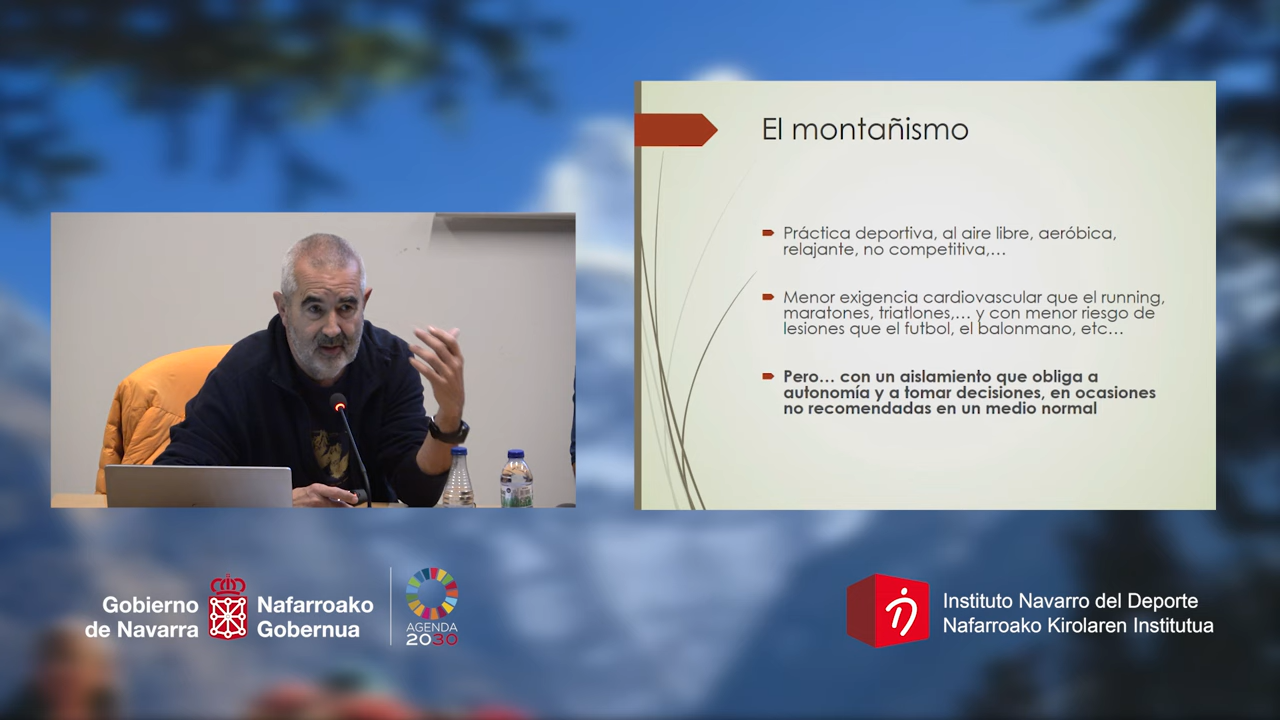 El montañismo
Práctica deportiva, al aire libre, aeróbica,
relajante, no competitiva,…
Menor exigencia cardiovascular que el running,
maratones, triatlones,… y con menor riesgo de
lesiones que el futbol, el balonmano, etc…
Pero… con un aislamiento que obliga a
autonomía y a tomar decisiones, en ocasiones
no recomendadas en un medio normal
Gobierno
de Navarra
Nafarroako
Gobernua
AGENDA
2030
Instituto Navarro del Deporte
Nafarroako Kirolaren Institutua